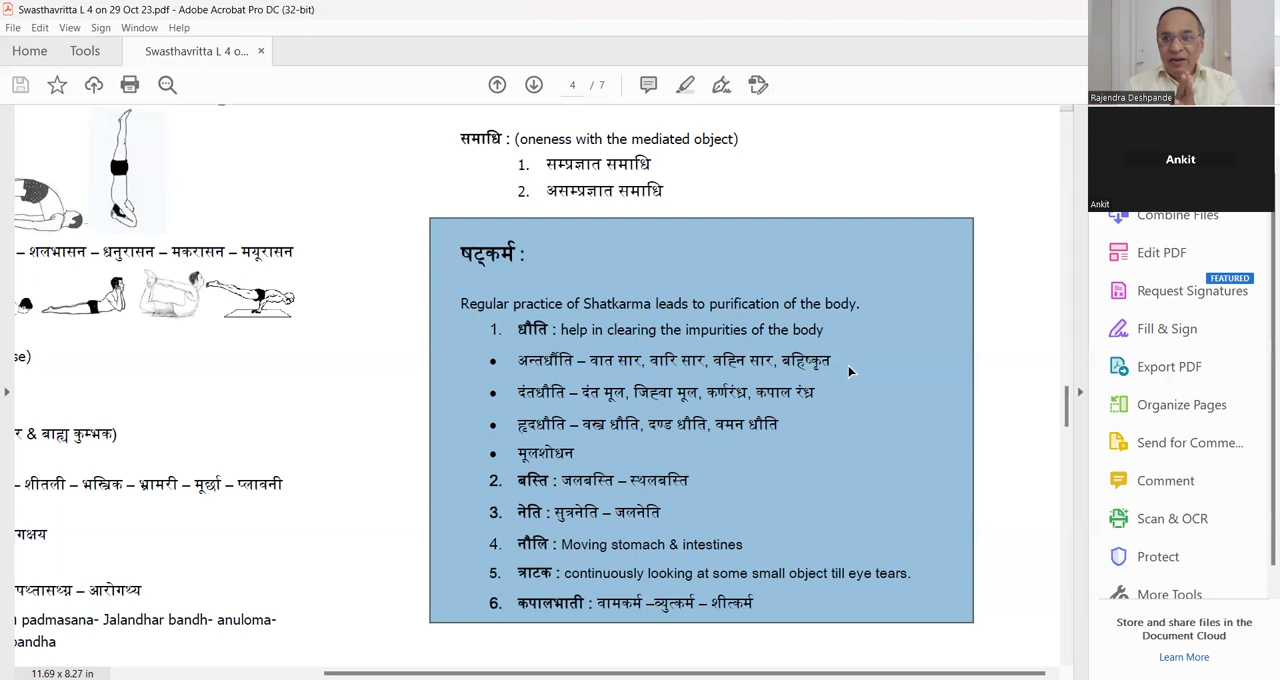 Swasthavritta L 4 on 29 Oct 23.pdf - Adobe Acrobat Pro DC (32-bit)
File Edit View Sign Window Help
Home Tools Swasthavritta L 4 o... ×
4 / 7
Rajendra Deshpande
Ankit
Ankit
– शलभासन – धनुरासन – मकरासन – मयूरासन
se)
र & बाह्य कुम्भक)
– शीतली – भस्त्रिक – भ्रामरी – मूर्छा – प्लावनी
गक्षय
पथ्तासथ्ग्र – आरोगथ्य
padmasana- Jalandhar bandh- anuloma-
andha
11.69 x 8.27 in
समाधि : (oneness with the mediated object)
1. सम्प्रज्ञात समाधि
2. असम्प्रज्ञात समाधि
षट्कर्म :
Regular practice of Shatkarma leads to purification of the body.
1. धौति : help in clearing the impurities of the body
• अन्तर्धौति – वात सार, वारि सार, वह्नि सार, बहिष्कृत
• दंतधौति – दंत मूल, जिह्वा मूल, कर्णरंध्र, कपाल रंध्र
• हृदधौति – वस्त्र धौति, दण्ड धौति, वमन धौति
• मूलशोधन
2. बस्ति : जलबस्ति – स्थलबस्ति
3. नेति : सुत्रनेति – जलनेति
4. नौलि : Moving stomach & intestines
5. त्राटक : continuously looking at some small object till eye tears.
6. कपालभाती : वामकर्म –व्युत्कर्म – शीत्कर्म
Combine Files
Edit PDF
FEATURED
Request Signatures
Fill & Sign
Export PDF
Organize Pages
Send for Comme...
Comment
Scan & OCR
Protect
More Tools
Store and share files in the
Document Cloud
Learn More